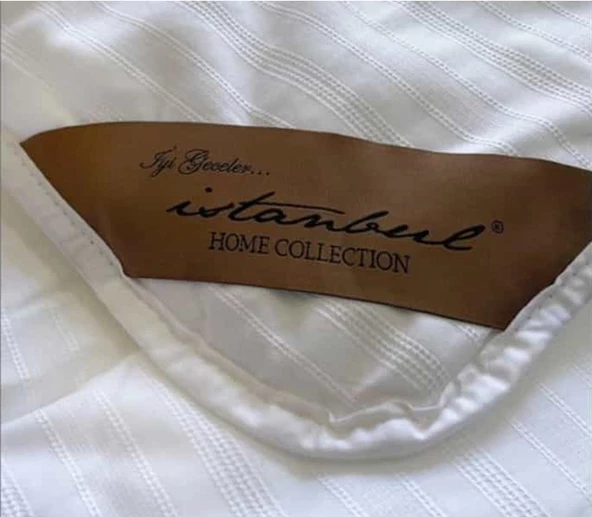 İyi Geceler...
istanbul®
HOME COLLECTION